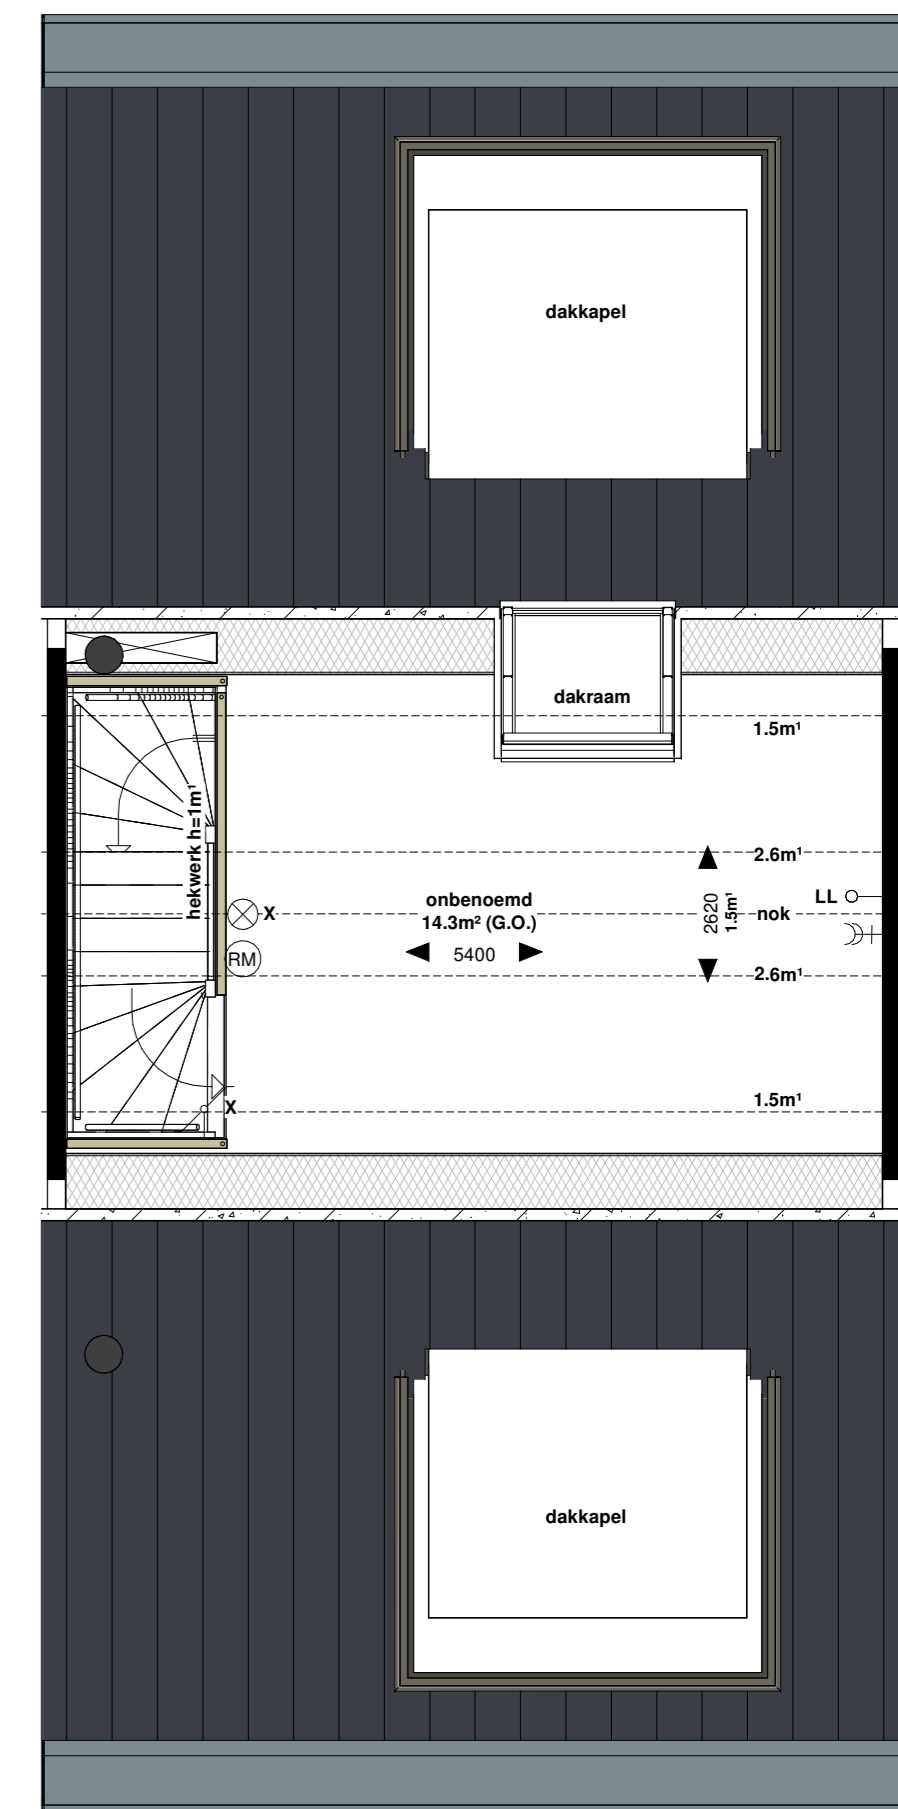 dakkapel
dakraam
1.5m¹
hekwerk h=1m¹
2.6m¹
onbenoemd
14.3m² (G.O.)
5400
2620
1.5m¹
LL
nok
X
RM
2.6m¹
X
1.5m¹
dakkapel